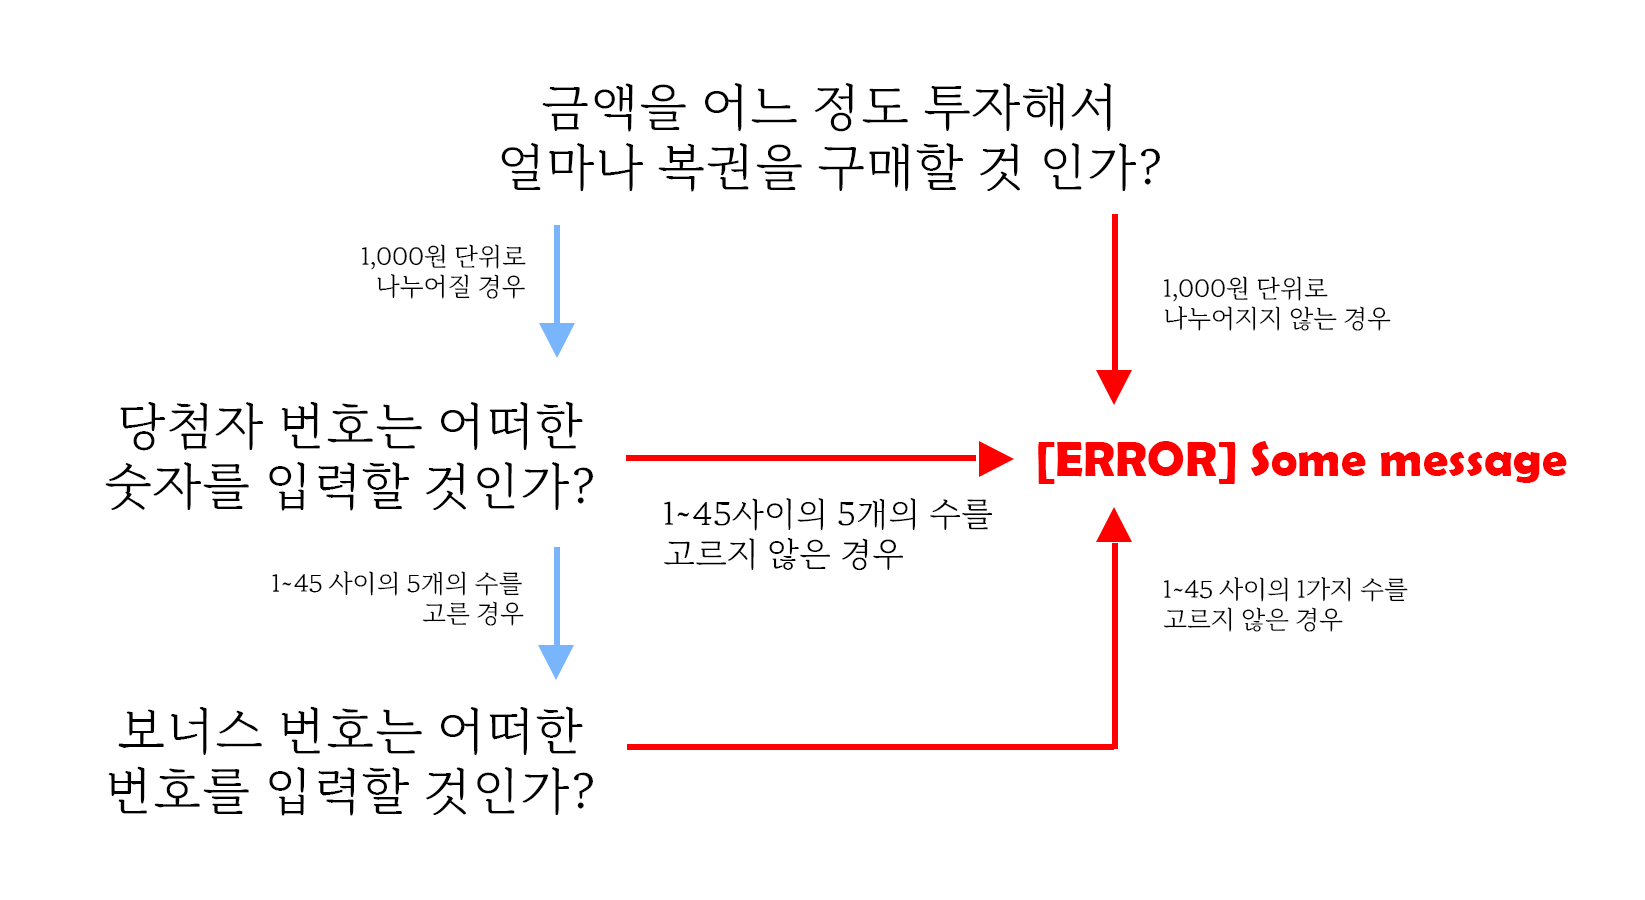 금액을 어느 정도 투자해서
얼마나 복권을 구매할 것 인가?
1,000원 단위로
나누어질 경우
1,000원 단위로
나누어지지 않는 경우
당첨자 번호는 어떠한
숫자를 입력할 것인가?
[ERROR] Some message
1~45사이의 5개의 수를
고르지 않은 경우
1~45 사이의 5개의 수를
고른 경우
1~45 사이의 1가지 수를
고르지 않은 경우
보너스 번호는 어떠한
번호를 입력할 것인가?